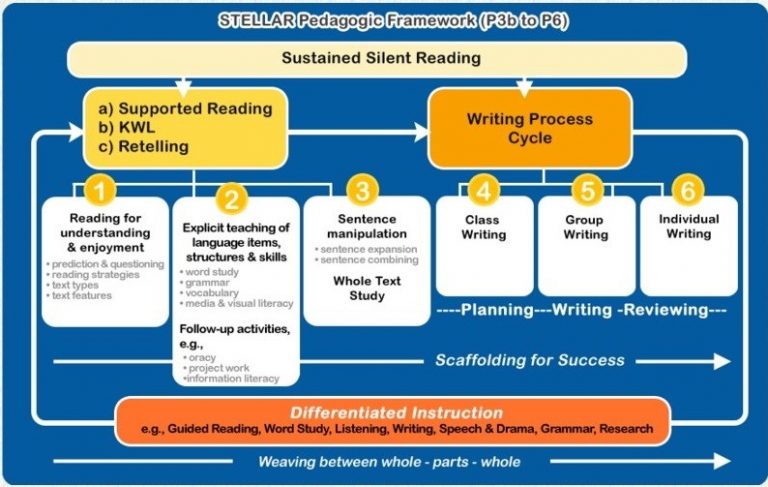 STELLAR Pedagogic Framework (P3b to P6)
Sustained Silent Reading
a) Supported Reading
b) KWL
c) Retelling
Writing Process
Cycle
1
Reading for
understanding
& enjoyment
• prediction & questioning
• reading strategies
• text types
• text features
2
Explicit teaching of
language items,
structures & skills
• word study
• grammar
• vocabulary
• media & visual literacy
Follow-up activities,
e.g.,
• oracy
• project work
• information literacy
3
Sentence
manipulation
• sentence expansion
• sentence combining
Whole Text
Study
4
Class
Writing
5
Group
Writing
6
Individual
Writing
----Planning---Writing -Reviewing---
Scaffolding for Success
Differentiated Instruction
e.g., Guided Reading, Word Study, Listening, Writing, Speech & Drama, Grammar, Research
Weaving between whole - parts - whole